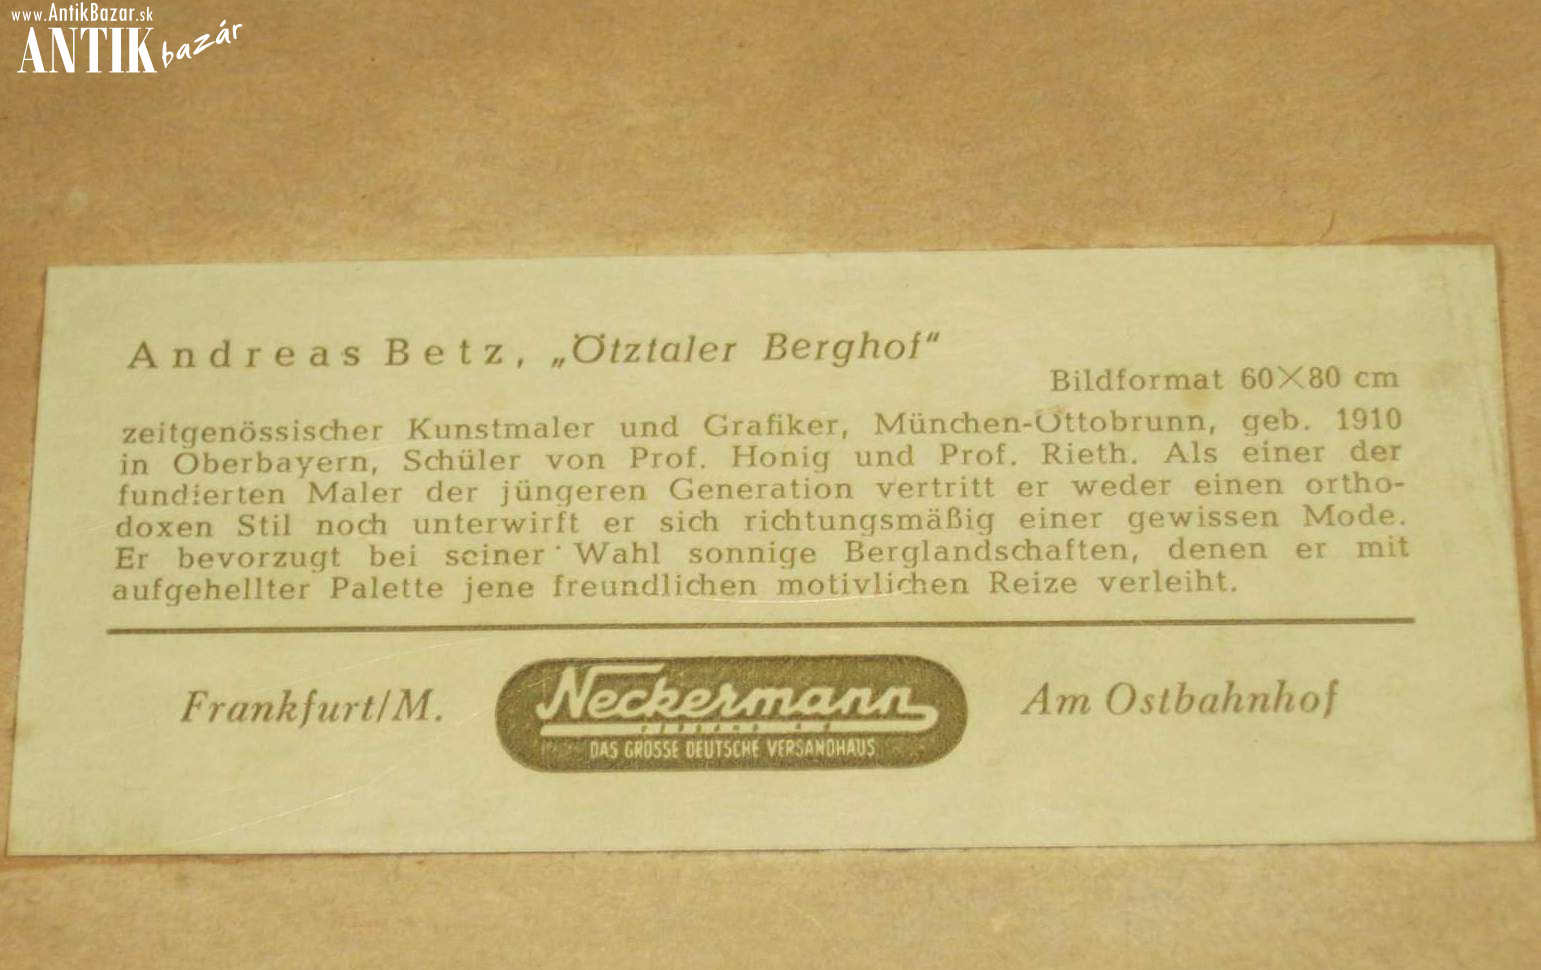 www.AntikBazar.sk
ANTIK bazár
Andreas Betz, „Ötztaler Berghof“
Bildformat 60×80 cm
zeitgenössischer Kunstmaler und Grafiker, München-Ottobrunn, geb. 1910
in Oberbayern, Schüler von Prof. Honig und Prof. Rieth. Als einer der
fundierten Maler der jüngeren Generation vertritt er weder einen ortho-
doxen Stil noch unterwirft er sich richtungsmäßig einer gewissen Mode.
Er bevorzugt bei seiner Wahl sonnige Berglandschaften, denen er mit
aufgehellter Palette jene freundlichen motivlichen Reize verleiht.
Frankfurt/M.
Neckermann
DAS GROSSE DEUTSCHE VERSANDHAUS
Am Ostbahnhof